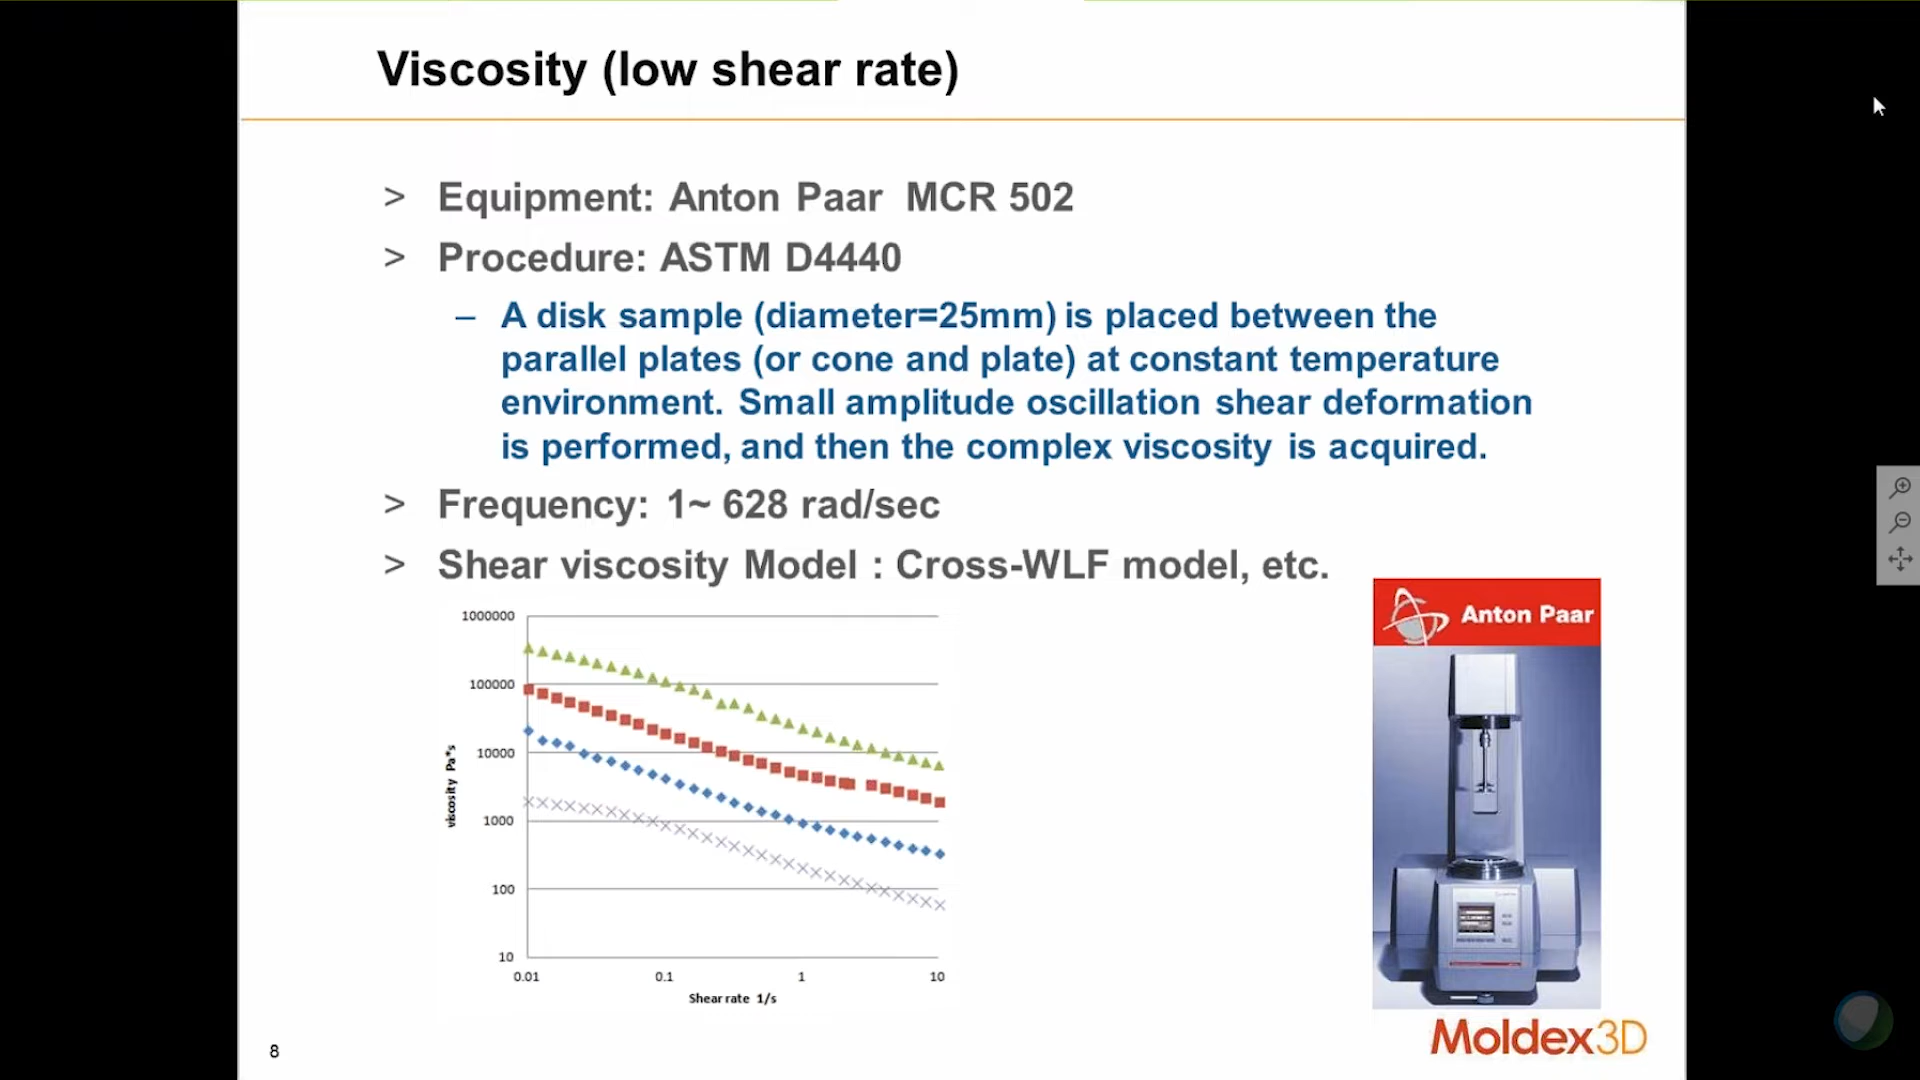 Viscosity (low shear rate)
> Equipment: Anton Paar MCR 502
> Procedure: ASTM D4440
– A disk sample (diameter=25mm) is placed between the
parallel plates (or cone and plate) at constant temperature
environment. Small amplitude oscillation shear deformation
is performed, and then the complex viscosity is acquired.
> Frequency: 1~ 628 rad/sec
> Shear viscosity Model : Cross-WLF model, etc.
1000000
100000
10000
1000
100
10
viscosity Pa*s
0.01 0.1 1 10
Shear rate 1/s
Anton Paar
Moldex3D
8